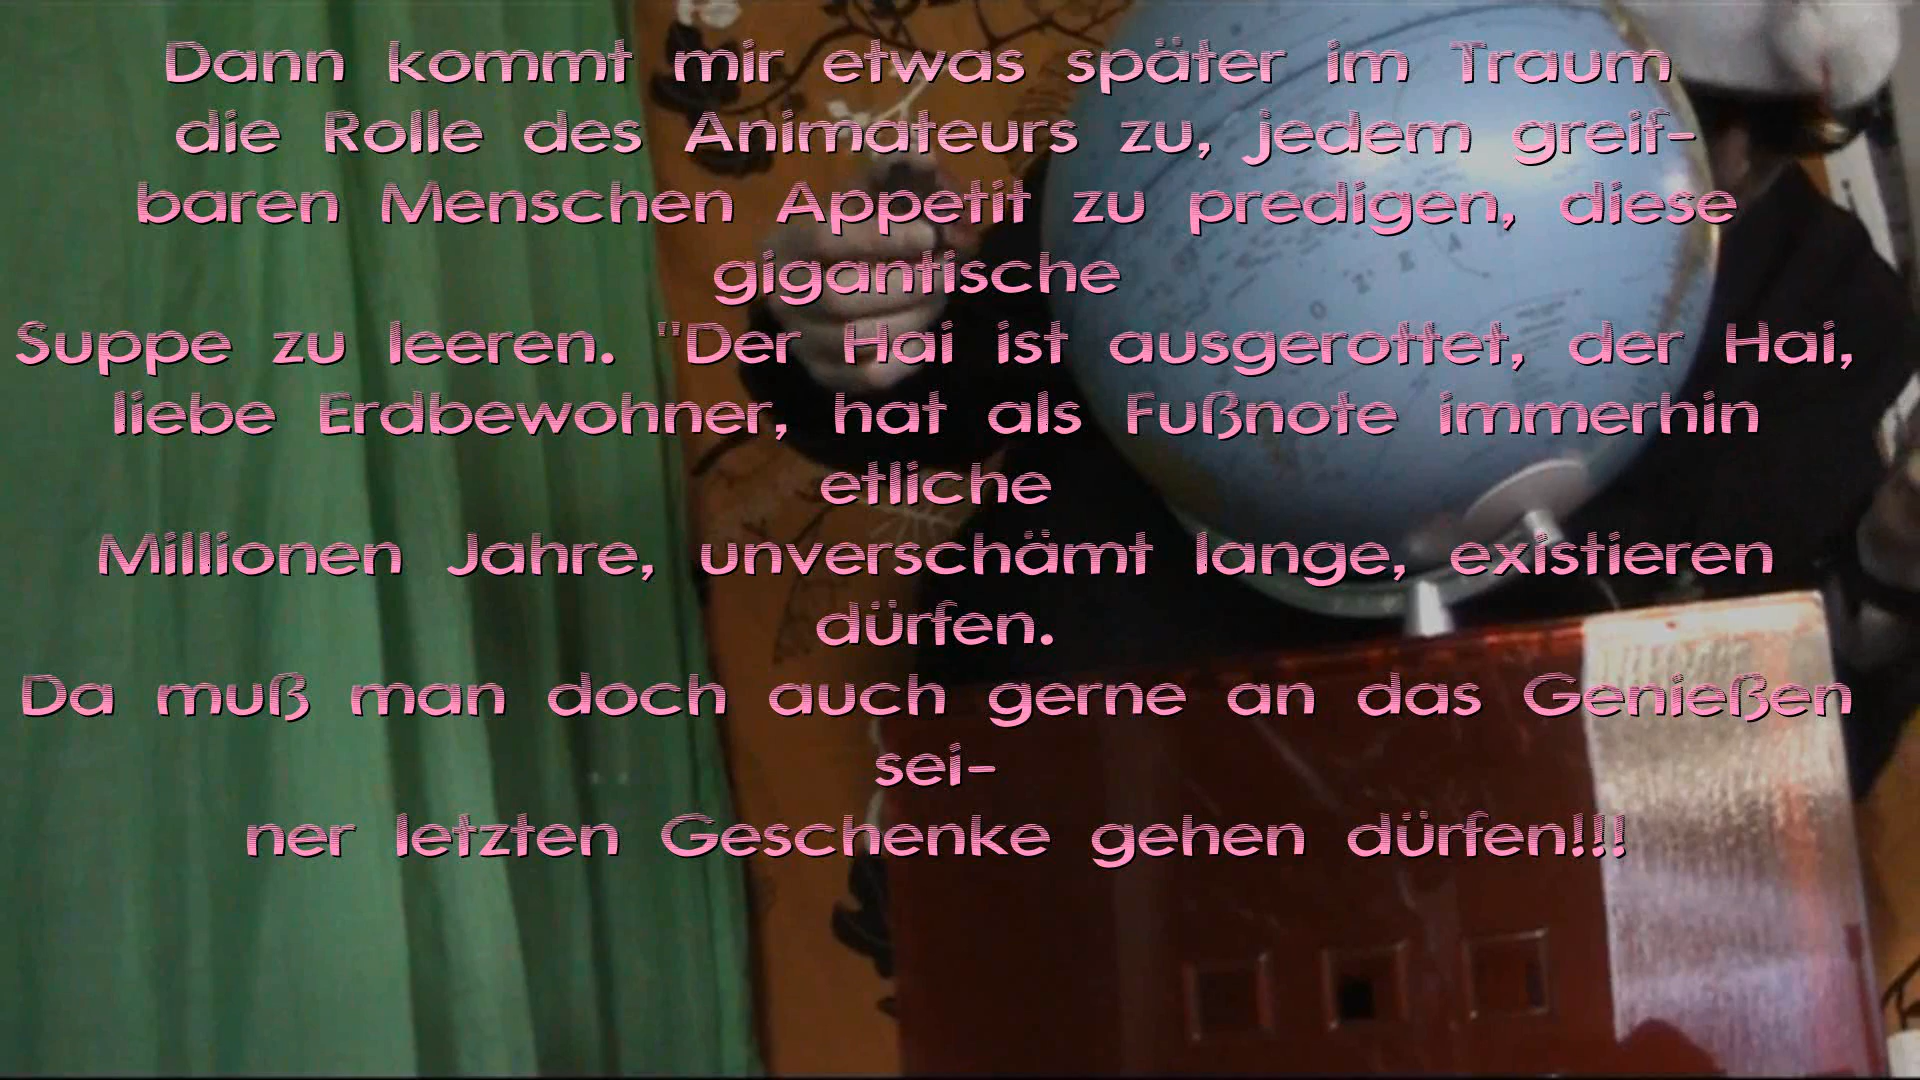 Dann kommt mir etwas später im Traum
die Rolle des Animateurs zu, jedem greif-
baren Menschen Appetit zu predigen, diese
gigantische
Suppe zu leeren. "Der Hai ist ausgerottet, der Hai,
liebe Erdbewohner, hat als Fußnote immerhin
etliche
Millionen Jahre, unverschämt lange, existieren
dürfen.
Da muß man doch auch gerne an das Genießen
sei-
ner letzten Geschenke gehen dürfen!!!